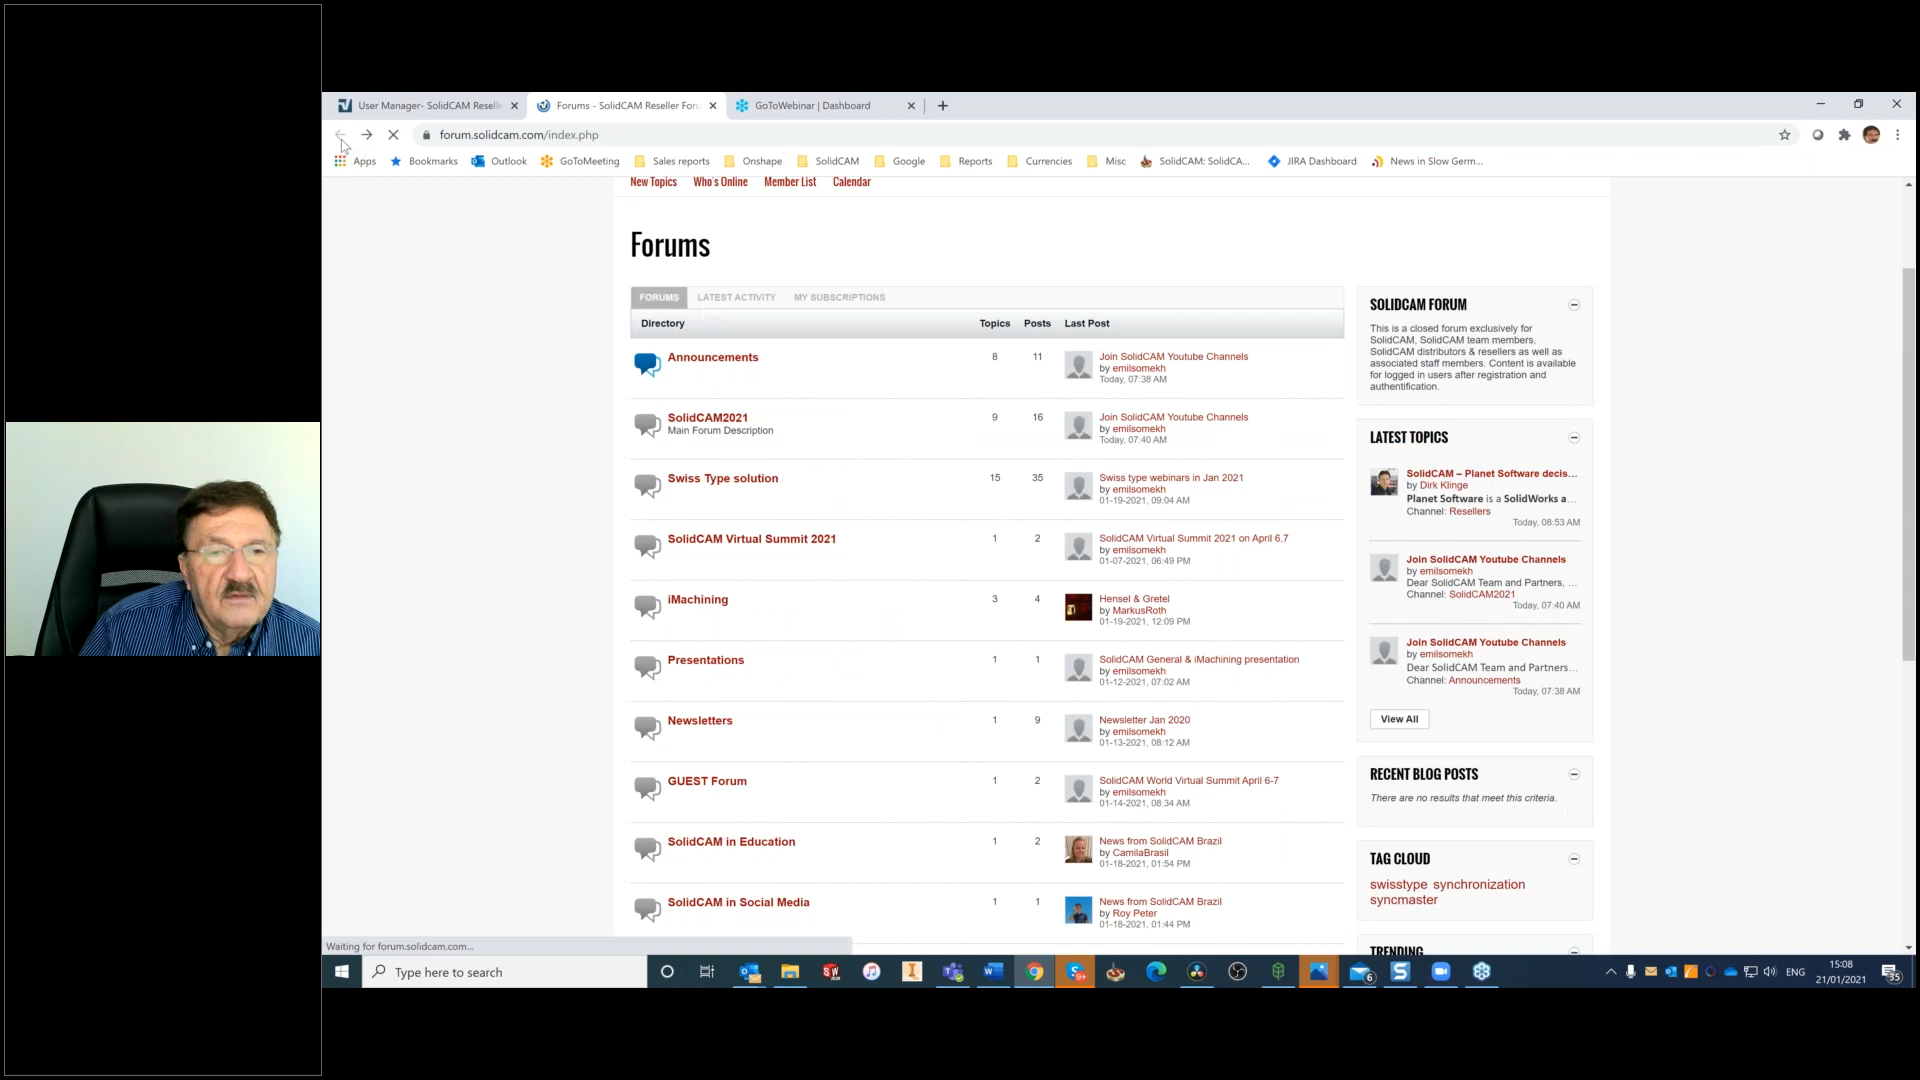 User Manager- SolidCAM Reselle
Forums - SolidCAM Reseller Foru
GoToWebinar | Dashboard
forum.solidcam.com/index.php
Apps
Bookmarks
Outlook
GoToMeeting
Sales reports
Onshape
SolidCAM
Google
Reports
Currencies
Misc
SolidCAM: SolidCA...
JIRA Dashboard
News in Slow Germ...
New Topics
Who's Online
Member List
Calendar
Forums
FORUMS
LATEST ACTIVITY
MY SUBSCRIPTIONS
Directory
Topics
Posts
Last Post
Announcements
8
11
Join SolidCAM Youtube Channels
by emilsomekh
Today, 07:38 AM
SolidCAM2021
Main Forum Description
9
16
Join SolidCAM Youtube Channels
by emilsomekh
Today, 07:40 AM
Swiss Type solution
15
35
Swiss type webinars in Jan 2021
by emilsomekh
01-19-2021, 09:04 AM
SolidCAM Virtual Summit 2021
1
2
SolidCAM Virtual Summit 2021 on April 6,7
by emilsomekh
01-07-2021, 06:49 PM
iMachining
3
4
Hensel & Gretel
by MarkusRoth
01-19-2021, 12:09 PM
Presentations
1
1
SolidCAM General & iMachining presentation
by emilsomekh
01-12-2021, 07:02 AM
Newsletters
1
9
Newsletter Jan 2020
by emilsomekh
01-13-2021, 08:12 AM
GUEST Forum
1
2
SolidCAM World Virtual Summit April 6-7
by emilsomekh
01-14-2021, 08:34 AM
SolidCAM in Education
1
2
News from SolidCAM Brazil
by CamilaBrasil
01-18-2021, 01:54 PM
SolidCAM in Social Media
1
1
News from SolidCAM Brazil
by Roy Peter
01-18-2021, 01:44 PM
SOLIDCAM FORUM
This is a closed forum exclusively for
SolidCAM, SolidCAM team members,
SolidCAM distributors & resellers as well as
associated staff members. Content is available
for logged in users after registration and
authentification.
LATEST TOPICS
SolidCAM – Planet Software decis...
by Dirk Klinge
Planet Software is a SolidWorks a...
Channel: Resellers
Today, 08:53 AM
Join SolidCAM Youtube Channels
by emilsomekh
Dear SolidCAM Team and Partners, ...
Channel: SolidCAM2021
Today, 07:40 AM
Join SolidCAM Youtube Channels
by emilsomekh
Dear SolidCAM Team and Partners...
Channel: Announcements
Today, 07:38 AM
View All
RECENT BLOG POSTS
There are no results that meet this criteria.
TAG CLOUD
swisstype synchronization
syncmaster
TRENDING
Waiting for forum.solidcam.com...
Type here to search
ENG
15:08
21/01/2021